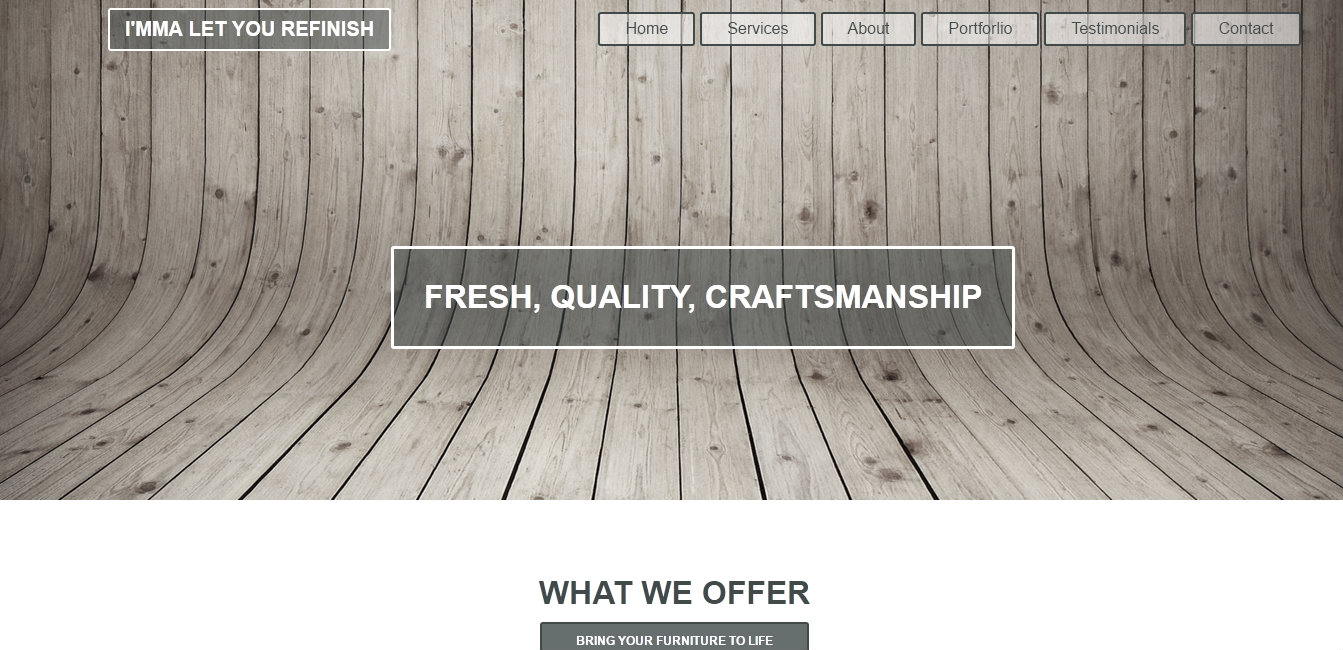 I'MMA LET YOU REFINISH
Home Services About Portforlio Testimonials Contact
FRESH, QUALITY, CRAFTSMANSHIP
WHAT WE OFFER
BRING YOUR FURNITURE TO LIFE